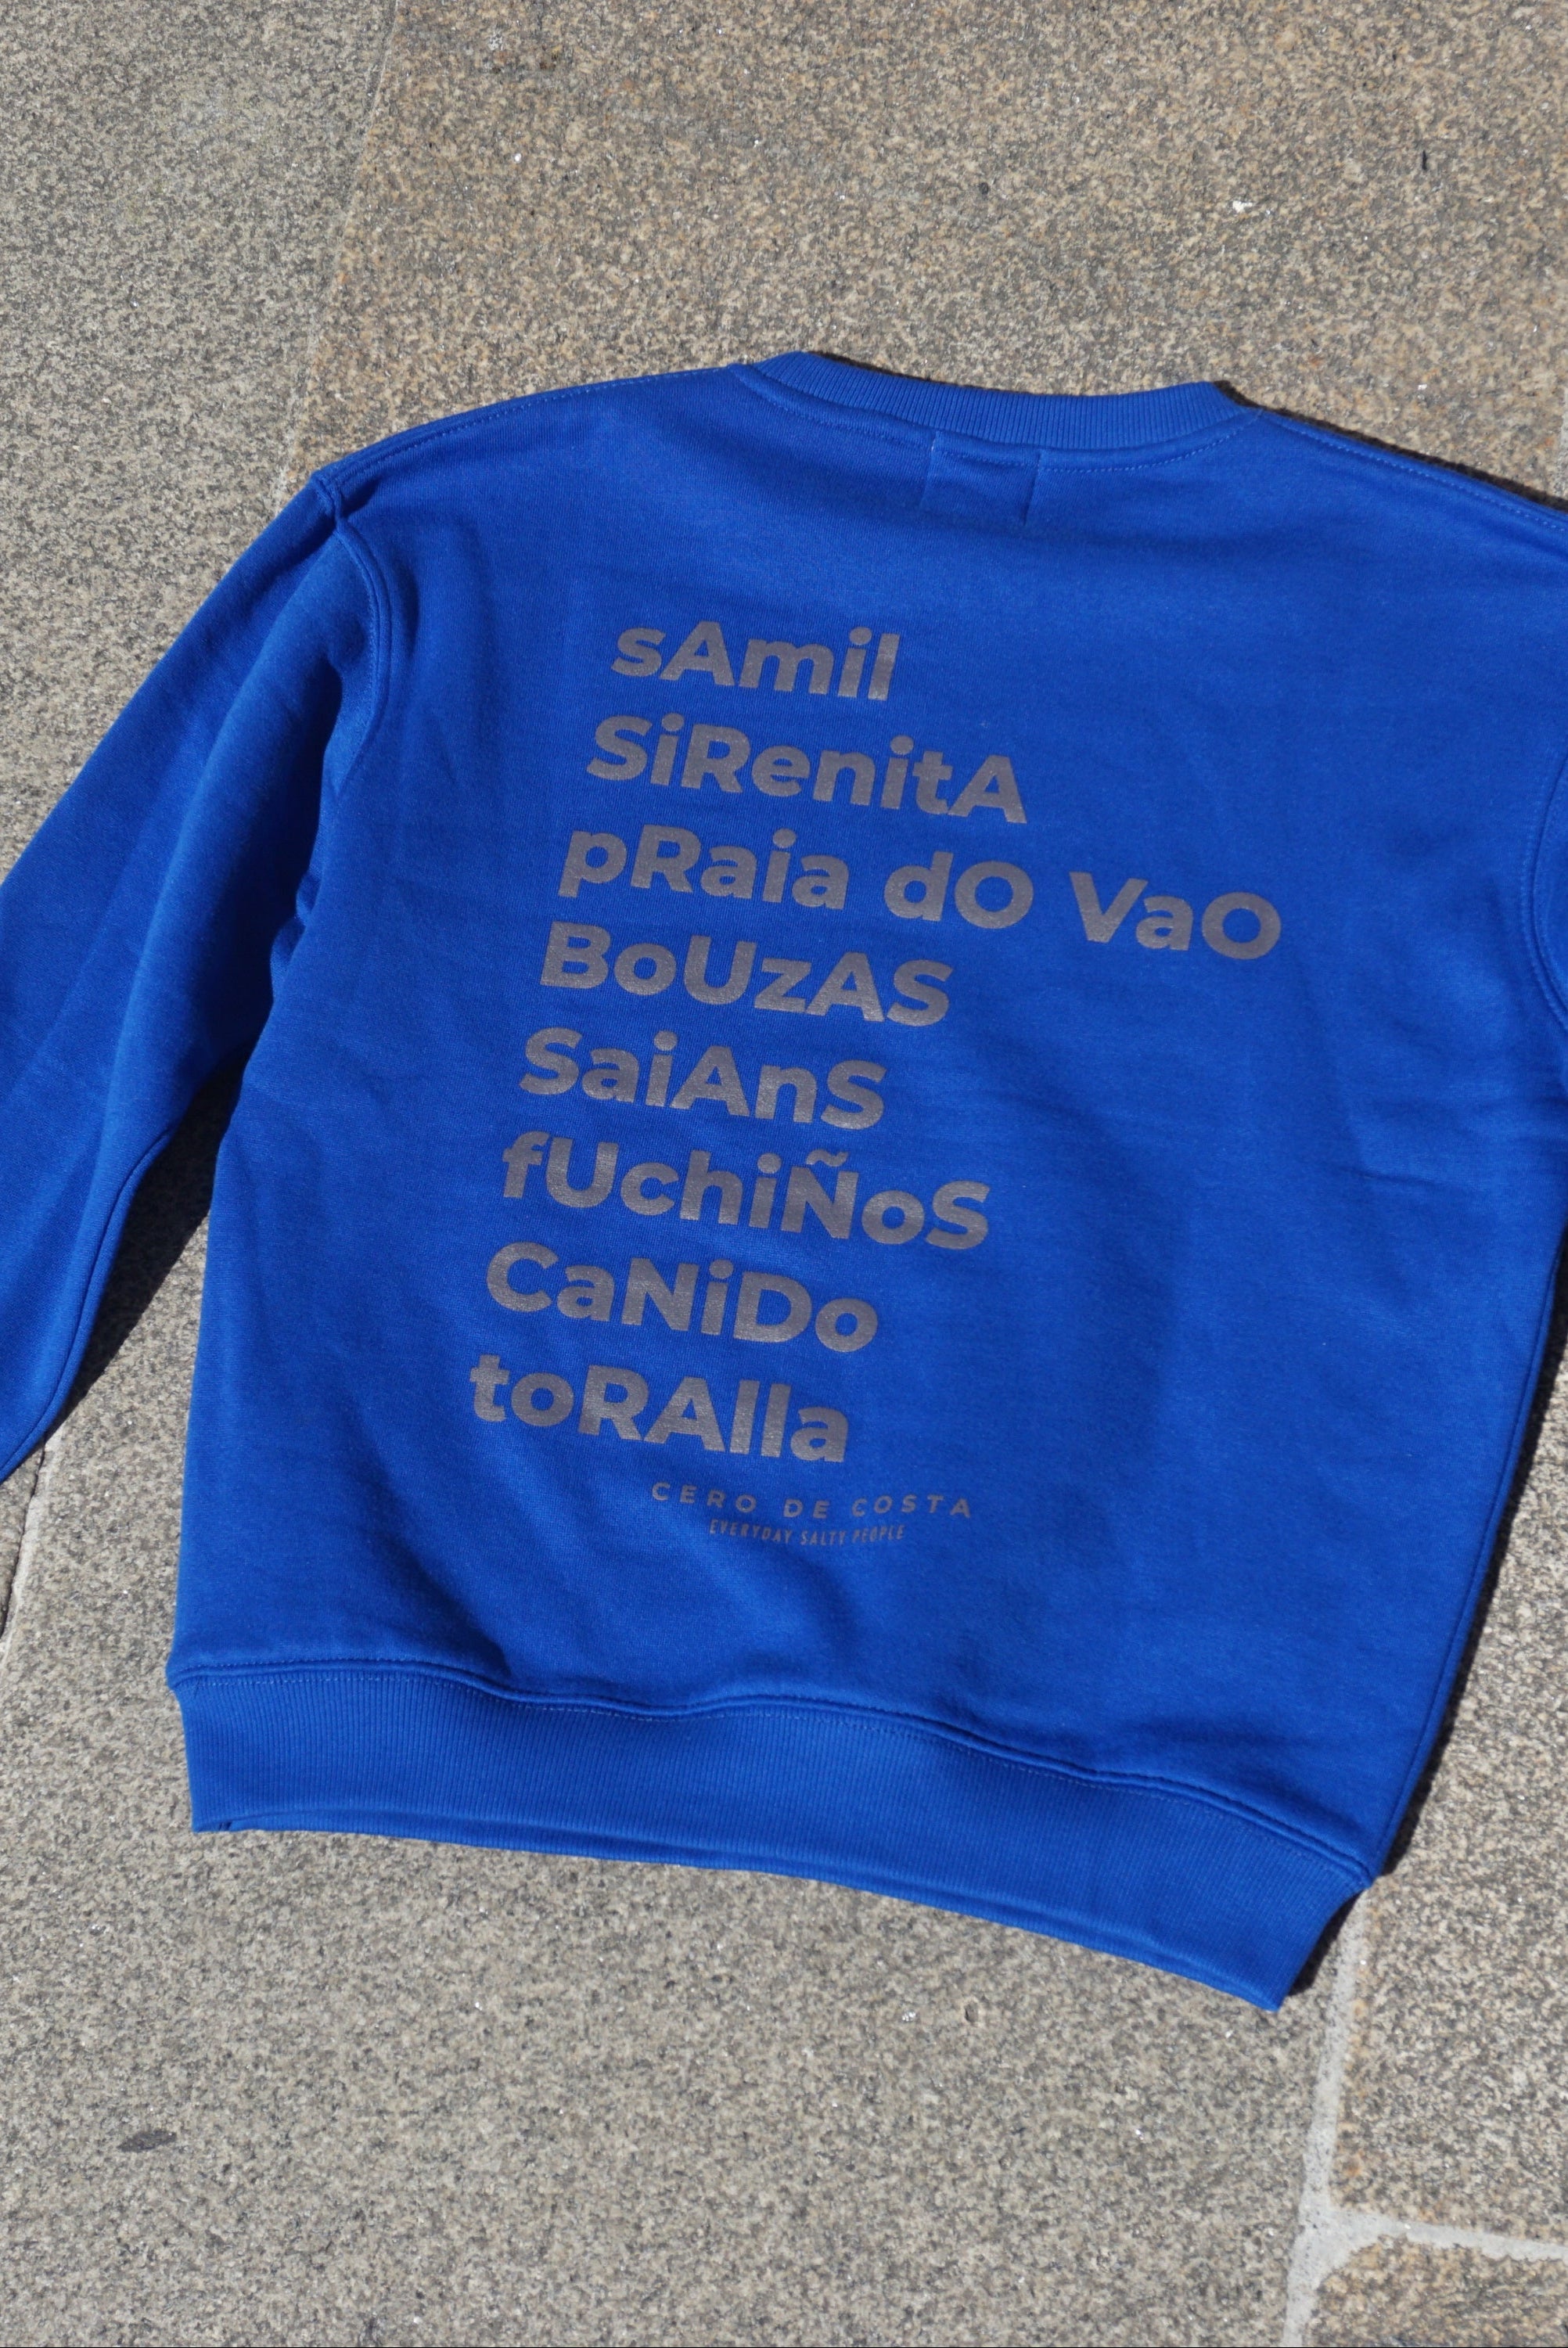 sAmil
SiRenitA
pRaia dO VaO
BoUzAS
SaiAnS
fUchiÑoS
CaNiDo
toRAlla
CERO DE COSTA
EVERYDAY SALTY PEOPLE